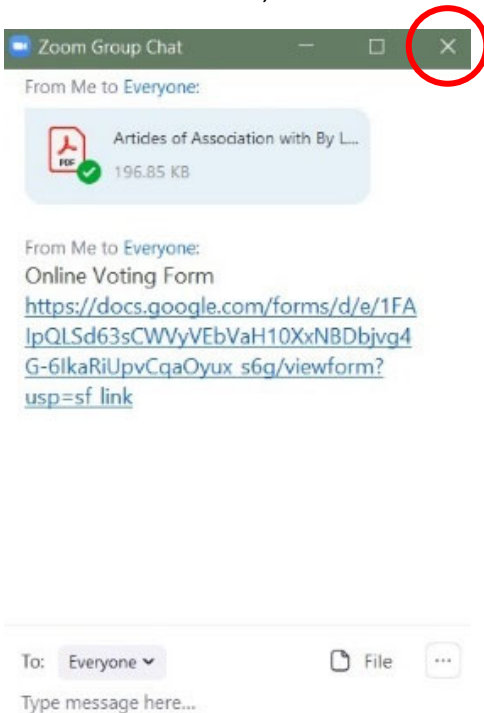 Zoom Group Chat
From Me to Everyone:
Articles of Association with By L...
PDF
196.85 KB
From Me to Everyone:
Online Voting Form
https://docs.google.com/forms/d/e/1FA
IpQLSd63sCWVyVEbVaH10XxNBDbjvg4
G-6IkaRiUpvCqaOyux_s6g/viewform?
usp=sf_link
To: Everyone File ...
Type message here...